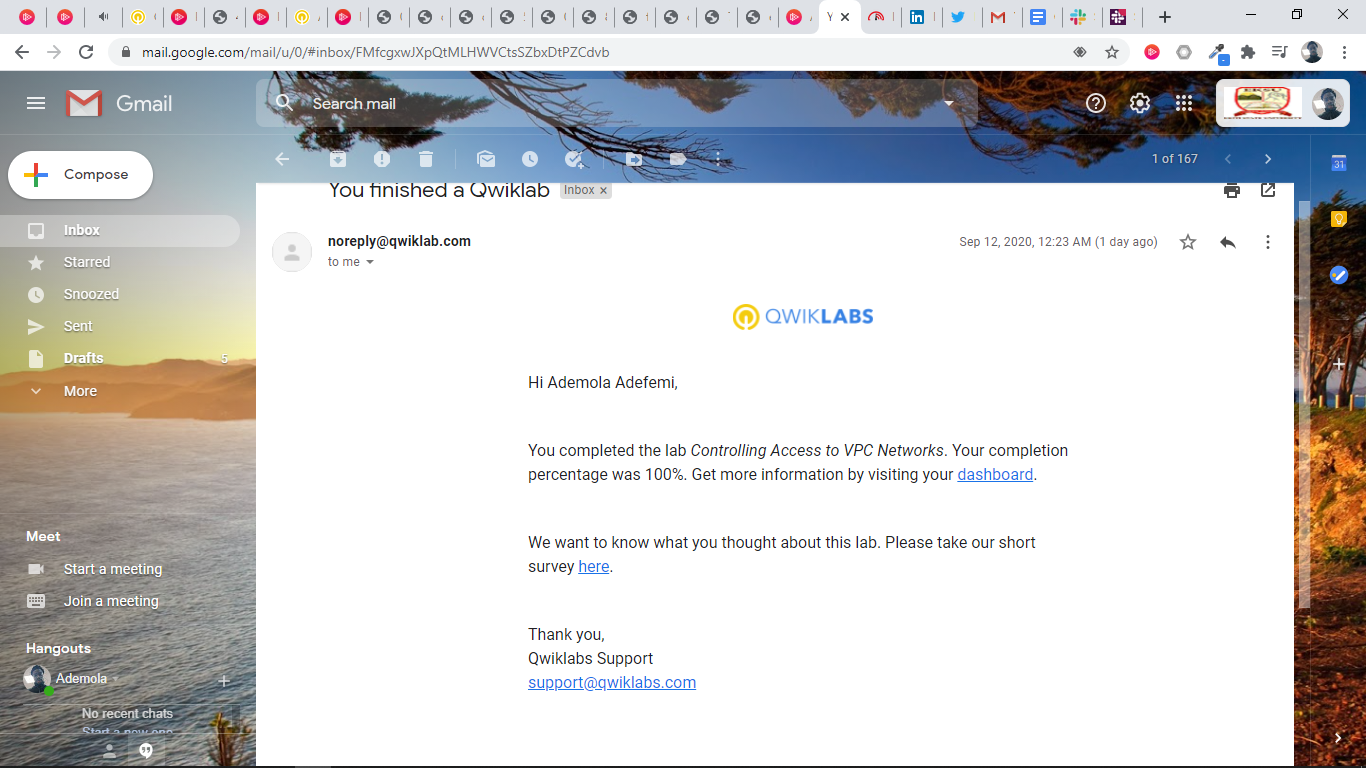 mail.google.com/mail/u/0/#inbox/FMfcgxwJXpQtMLHWVCtsSZbxDtPZCdvb
Gmail
Search mail
EKSU
Compose
1 of 167
31
Inbox
Starred
Snoozed
Sent
Drafts 5
More
Meet
Start a meeting
Join a meeting
Hangouts
Ademola
No recent chats
Start a new one
You finished a Qwiklab Inbox x
noreply@qwiklab.com Sep 12, 2020, 12:23 AM (1 day ago)
to me
QWIKLABS
Hi Ademola Adefemi,
You completed the lab Controlling Access to VPC Networks. Your completion
percentage was 100%. Get more information by visiting your dashboard.
We want to know what you thought about this lab. Please take our short
survey here.
Thank you,
Qwiklabs Support
support@qwiklabs.com